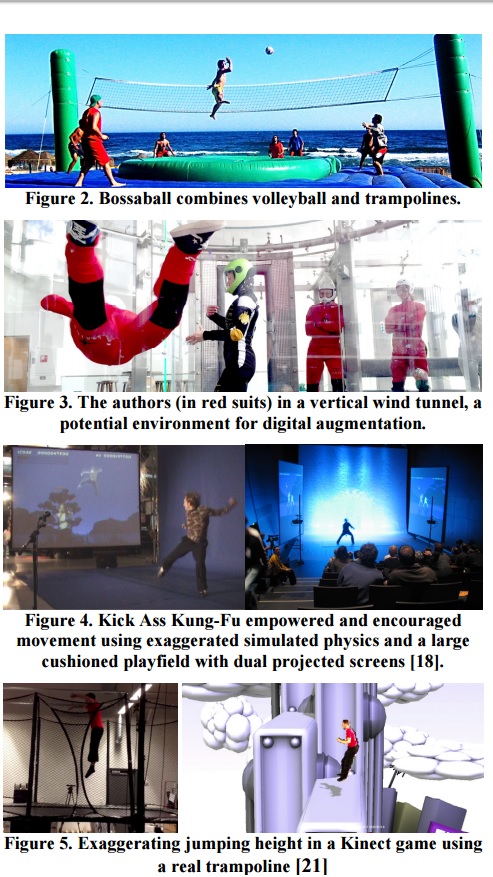 Figure 2. Bossaball combines volleyball and trampolines.
Figure 3. The authors (in red suits) in a vertical wind tunnel, a
potential environment for digital augmentation.
Figure 4. Kick Ass Kung-Fu empowered and encouraged
movement using exaggerated simulated physics and a large
cushioned playfield with dual projected screens [18].
Figure 5. Exaggerating jumping height in a Kinect game using
a real trampoline [21]